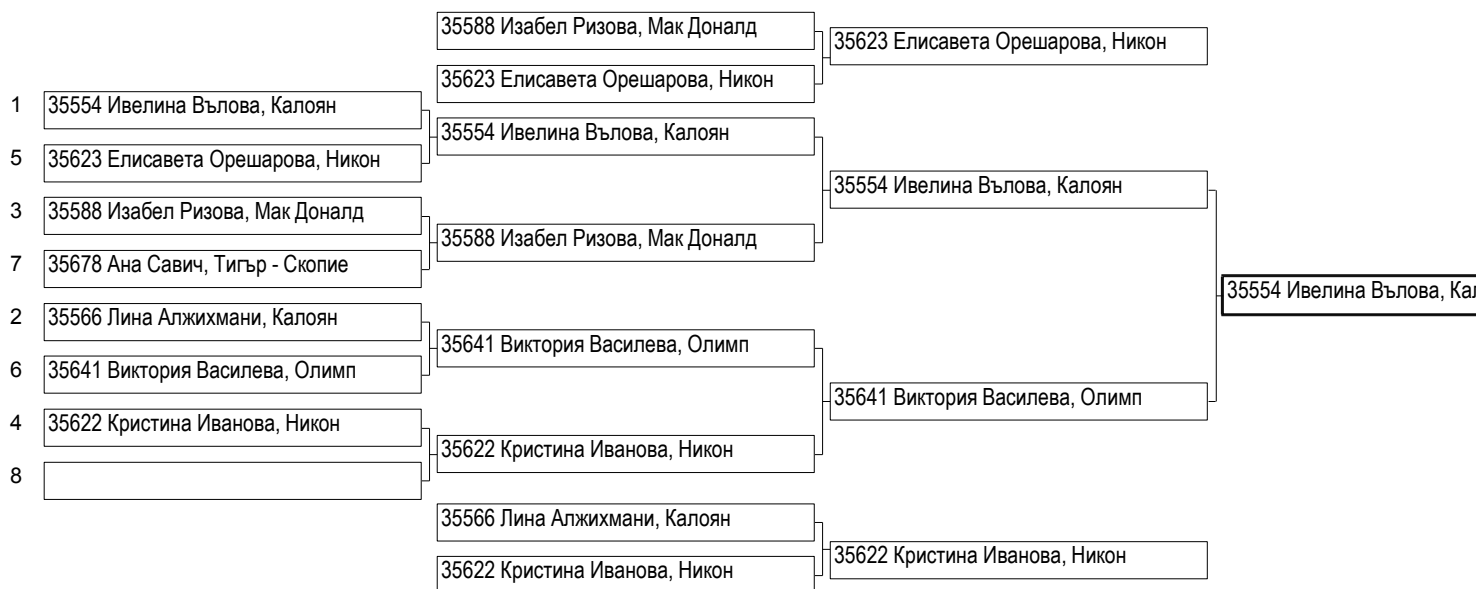 35588 Изабел Ризова, Мак Доналд
35623 Елисавета Орешарова, Никон
35623 Елисавета Орешарова, Никон
1 35554 Ивелина Вълова, Калоян
35554 Ивелина Вълова, Калоян
5 35623 Елисавета Орешарова, Никон
35554 Ивелина Вълова, Калоян
3 35588 Изабел Ризова, Мак Доналд
35588 Изабел Ризова, Мак Доналд
7 35678 Ана Савич, Тигър - Скопие
35554 Ивелина Вълова,
2 35566 Лина Алжихмани, Калоян
35641 Виктория Василева, Олимп
6 35641 Виктория Василева, Олимп
35641 Виктория Василева, Олимп
4 35622 Кристина Иванова, Никон
35622 Кристина Иванова, Никон
8
35566 Лина Алжихмани, Калоян
35622 Кристина Иванова, Никон
35622 Кристина Иванова, Никон